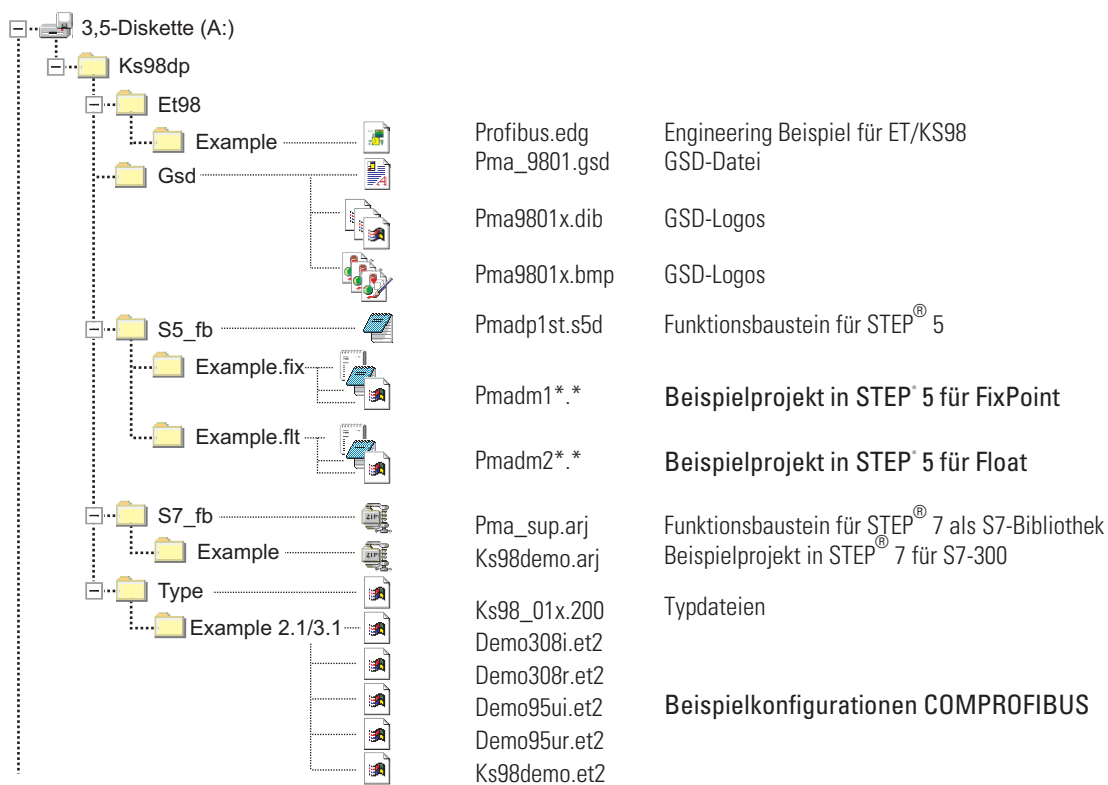 3,5-Diskette (A:)
Ks98dp
Et98
Example Profibus.edg Engineering Beispiel für ET/KS98
Gsd Pma_9801.gsd GSD-Datei
Pma9801x.dib GSD-Logos
Pma9801x.bmp GSD-Logos
S5_fb Pmadp1st.s5d Funktionsbaustein für STEP® 5
Example.fix Pmadm1*.* Beispielprojekt in STEP® 5 für FixPoint
Example.flt Pmadm2*.* Beispielprojekt in STEP® 5 für Float
S7_fb Pma_sup.arj Funktionsbaustein für STEP® 7 als S7-Bibliothek
Example Ks98demo.arj Beispielprojekt in STEP® 7 für S7-300
Type Ks98_01x.200 Typdateien
Example 2.1/3.1 Demo308i.et2
Demo308r.et2
Demo95ui.et2 Beispielkonfigurationen COMPROFIBUS
Demo95ur.et2
Ks98demo.et2